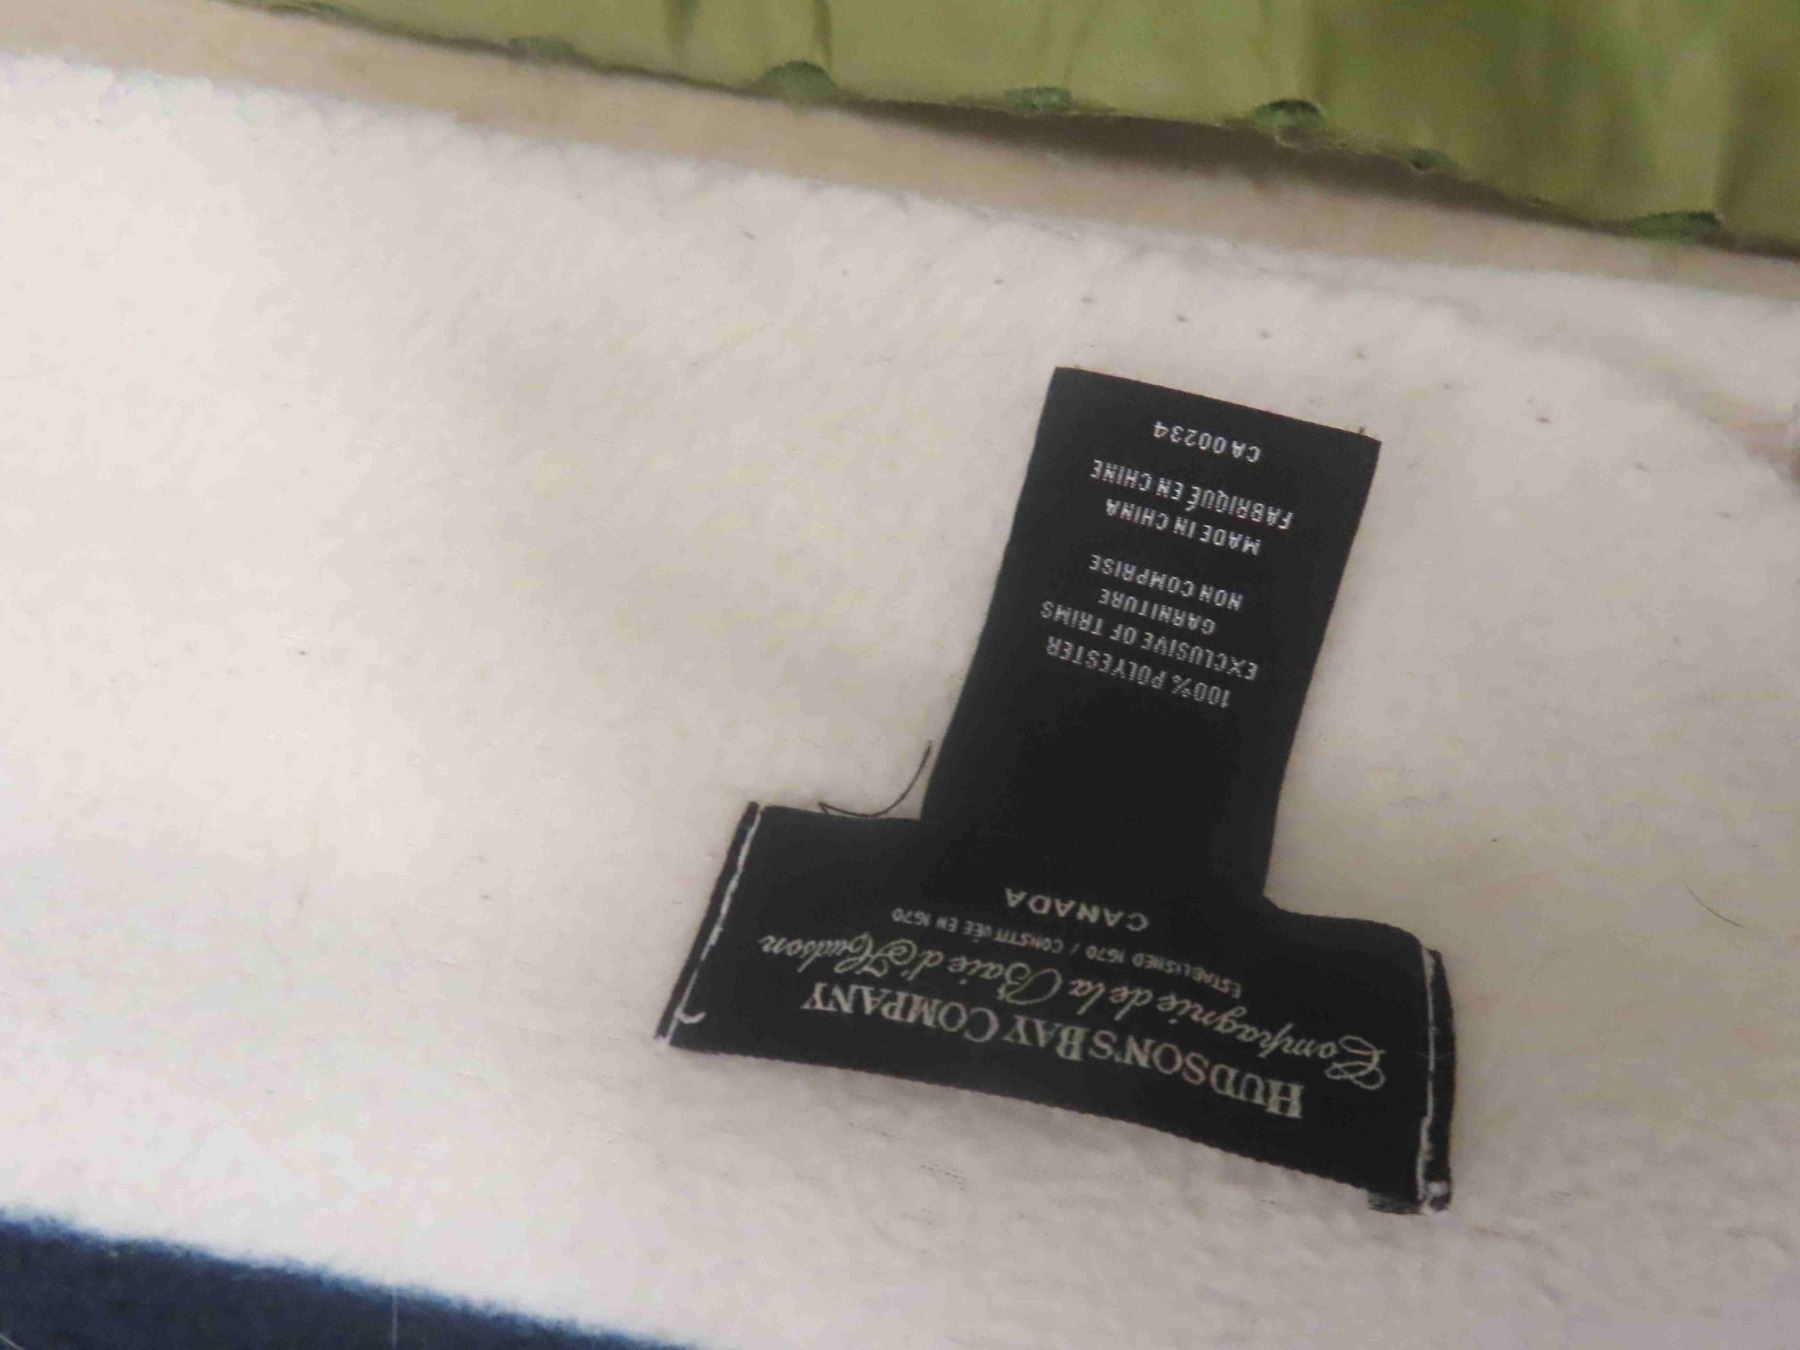 HUDSON'S BAY COMPANY
Compagnie de la Baie d'Hudson
ESTABLISHED 1670 / CONSTITUÉE EN 1670
CANADA
100% POLYESTER
EXCLUSIVE OF TRIMS
GARNITURE
NON COMPRISE
MADE IN CHINA
FABRIQUÉ EN CHINE
CA 00234